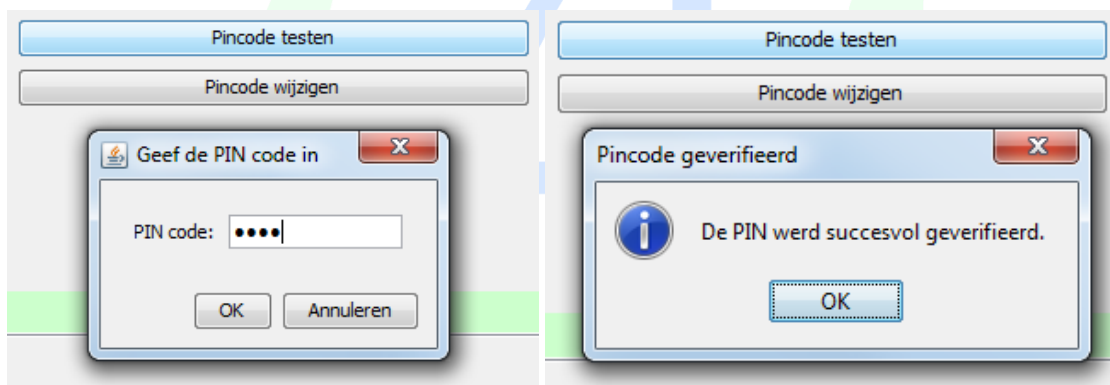 Pincode testen
Pincode wijzigen
Geef de PIN code in
PIN code: ••••
OK Annuleren
Pincode testen
Pincode wijzigen
Pincode geverifieerd
De PIN werd succesvol geverifieerd.
OK